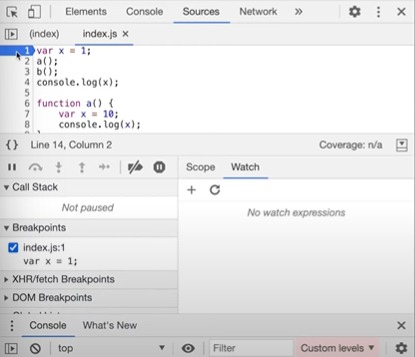 Elements Console Sources Network »
(index) index.js ×
1 var x = 1;
2 a();
3 b();
4 console.log(x);
5
6 function a() {
7 var x = 10;
8 console.log(x);
{} Line 14, Column 2 Coverage: n/a
Scope Watch
Call Stack
Not paused
No watch expressions
Breakpoints
index.js:1
var x = 1;
XHR/fetch Breakpoints
DOM Breakpoints
Console What's New
top Filter Custom levels